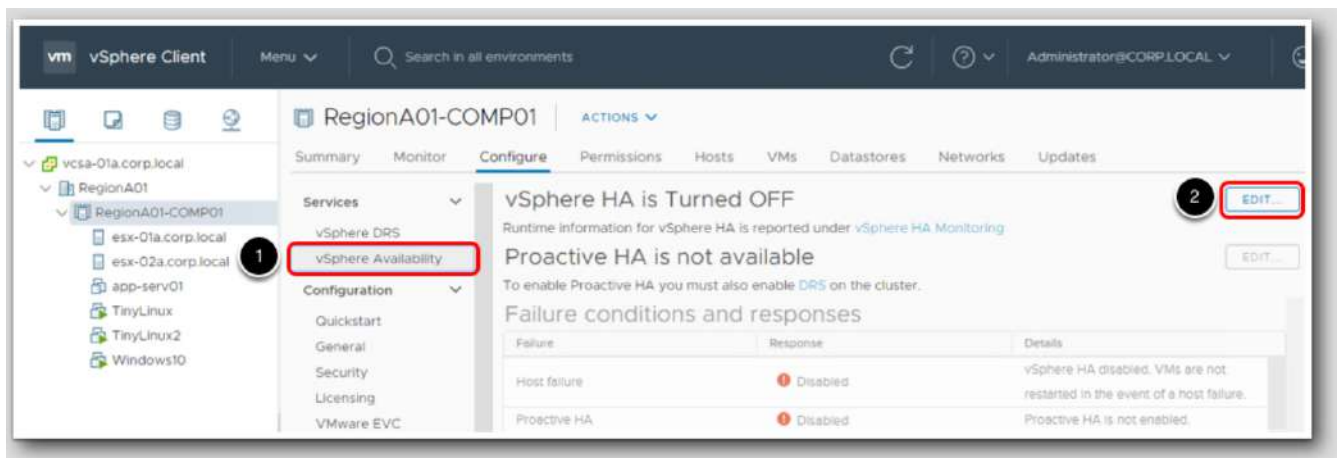 vm vSphere Client Menu Search in all environments Administrator@CORP.LOCAL
RegionA01-COMP01 ACTIONS
Summary Monitor Configure Permissions Hosts VMs Datastores Networks Updates
vcsa-01a.corp.local
RegionA01
RegionA01-COMP01
esx-01a.corp.local
esx-02a.corp.local
app-serv01
TinyLinux
TinyLinux2
Windows10
1
Services
vSphere DRS
vSphere Availability
Configuration
Quickstart
General
Security
Licensing
VMware EVC
vSphere HA is Turned OFF
2 EDIT...
Runtime information for vSphere HA is reported under vSphere HA Monitoring
Proactive HA is not available
EDIT...
To enable Proactive HA you must also enable DRS on the cluster.
Failure conditions and responses
Failure Response Details
Host failure Disabled vSphere HA disabled. VMs are not
restarted in the event of a host failure.
Proactive HA Disabled Proactive HA is not enabled.